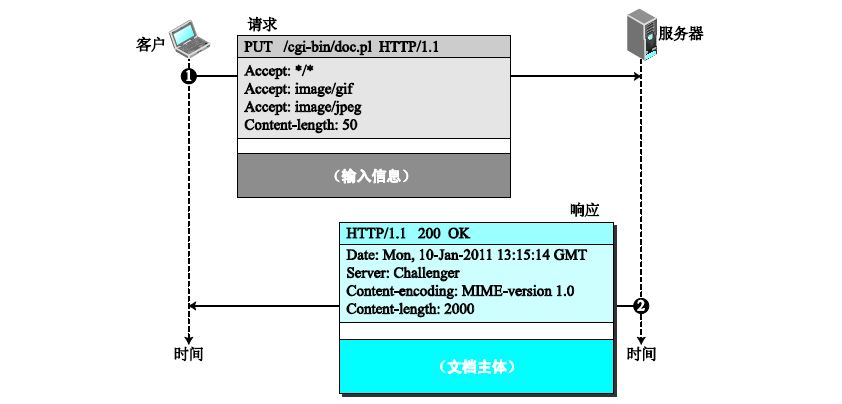 请求
客户
服务器
PUT /cgi-bin/doc.pl HTTP/1.1
1
Accept: */*
Accept: image/gif
Accept: image/jpeg
Content-length: 50
（输入信息）
响应
HTTP/1.1 200 OK
Date: Mon, 10-Jan-2011 13:15:14 GMT
Server: Challenger
Content-encoding: MIME-version 1.0
Content-length: 2000
2
时间
时间
（文档主体）